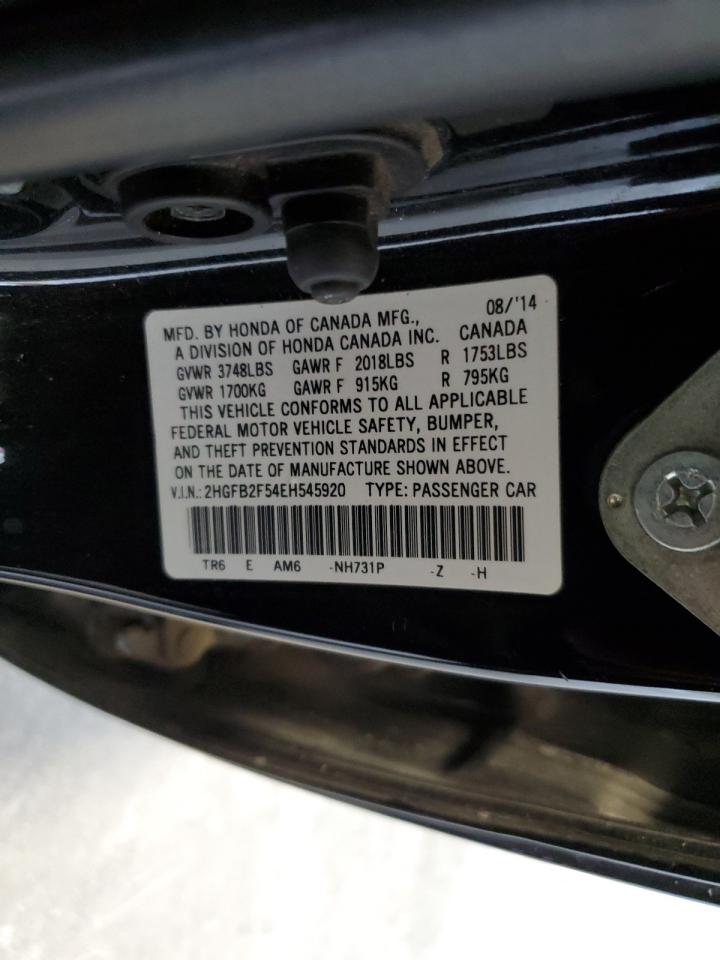 08/'14
MFD. BY HONDA OF CANADA MFG.,
A DIVISION OF HONDA CANADA INC. CANADA
GVWR 3748LBS GAWR F 2018LBS R 1753LBS
GVWR 1700KG GAWR F 915KG R 795KG
THIS VEHICLE CONFORMS TO ALL APPLICABLE
FEDERAL MOTOR VEHICLE SAFETY, BUMPER,
AND THEFT PREVENTION STANDARDS IN EFFECT
ON THE DATE OF MANUFACTURE SHOWN ABOVE.
V.I.N.: 2HGFB2F54EH545920 TYPE: PASSENGER CAR
TR6 E AM6 -NH731P -Z -H